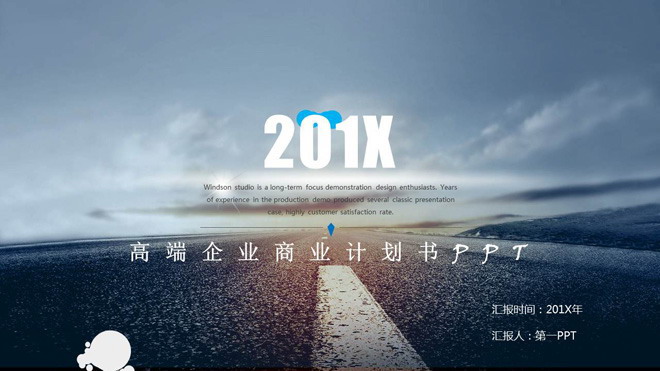 201X
Windson studio is a long-term focus demonstration design enthusiasts. Years
of experience in the production demo produced several classic presentation
case, highly customer satisfaction rate.
高端企业商业计划书PPT
汇报时间：201X年
汇报人：第一PPT